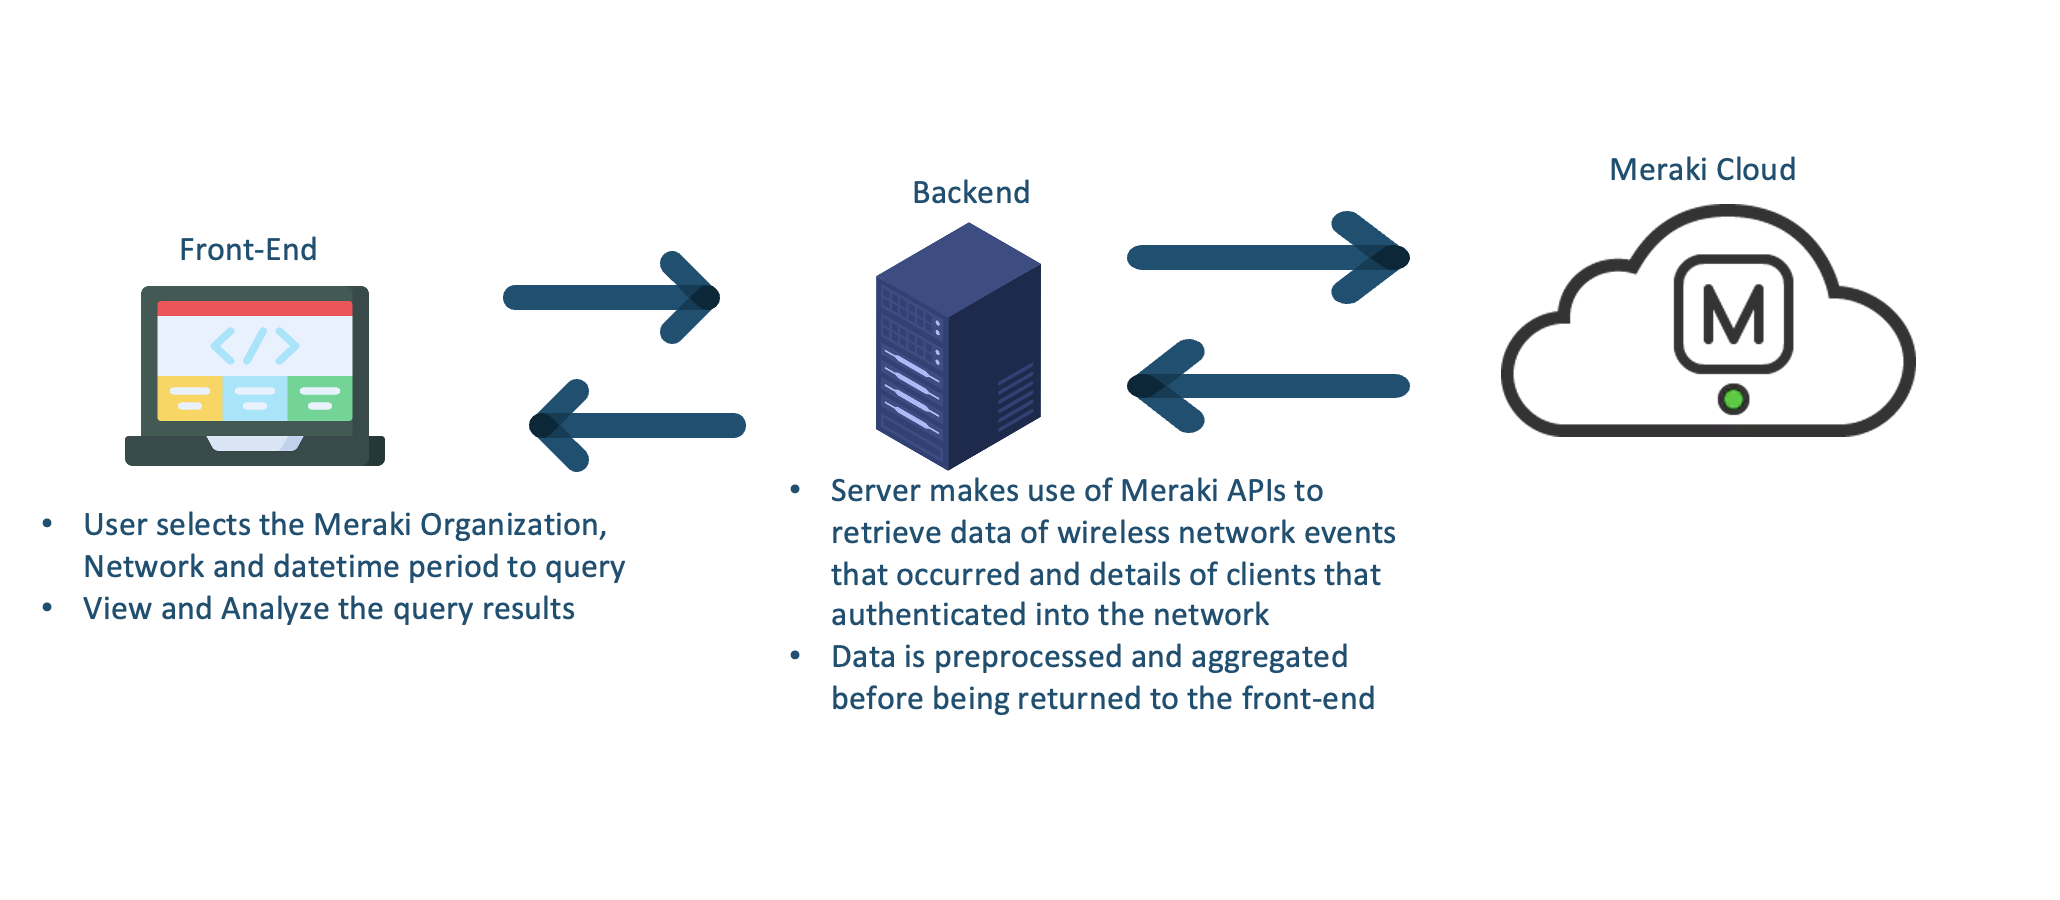 Front-End
Backend
Meraki Cloud
M
</>
• User selects the Meraki Organization,
Network and datetime period to query
• View and Analyze the query results
• Server makes use of Meraki APIs to
retrieve data of wireless network events
that occurred and details of clients that
authenticated into the network
• Data is preprocessed and aggregated
before being returned to the front-end